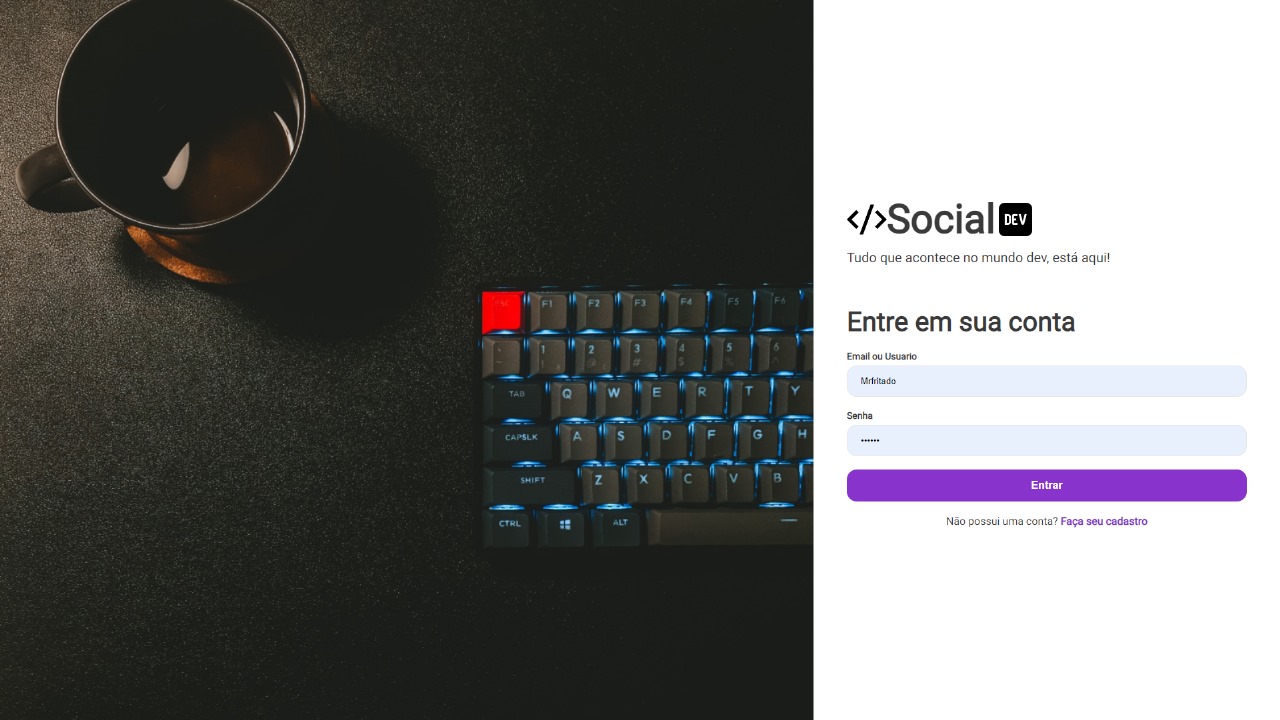 </>Social DEV
Tudo que acontece no mundo dev, está aqui!
Entre em sua conta
Email ou Usuario
Mrfritado
Senha
••••••
Entrar
Não possui uma conta? Faça seu cadastro
ESC F1 F2 F3 F4 F5 F6
1 2 3 4 5 6
TAB Q W E R T Y
CAPSLK A S D F G H
SHIFT Z X C V B
CTRL ALT